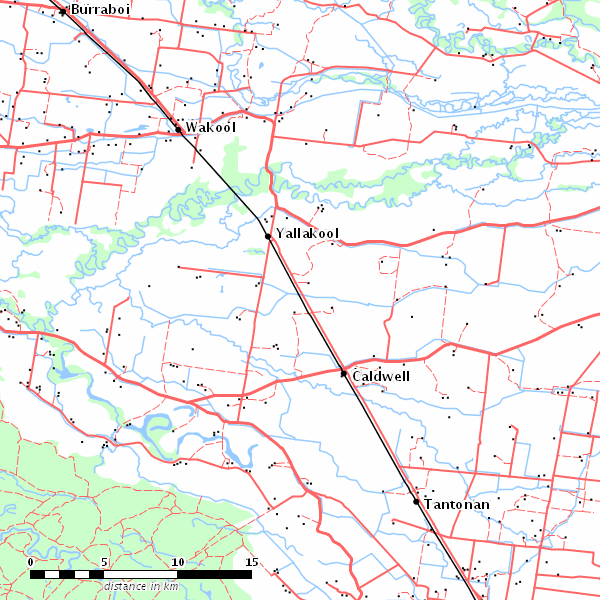 Burraboi
Wakool
Yallakool
Caldwell
Tantonan
0 5 10 15
distance in km